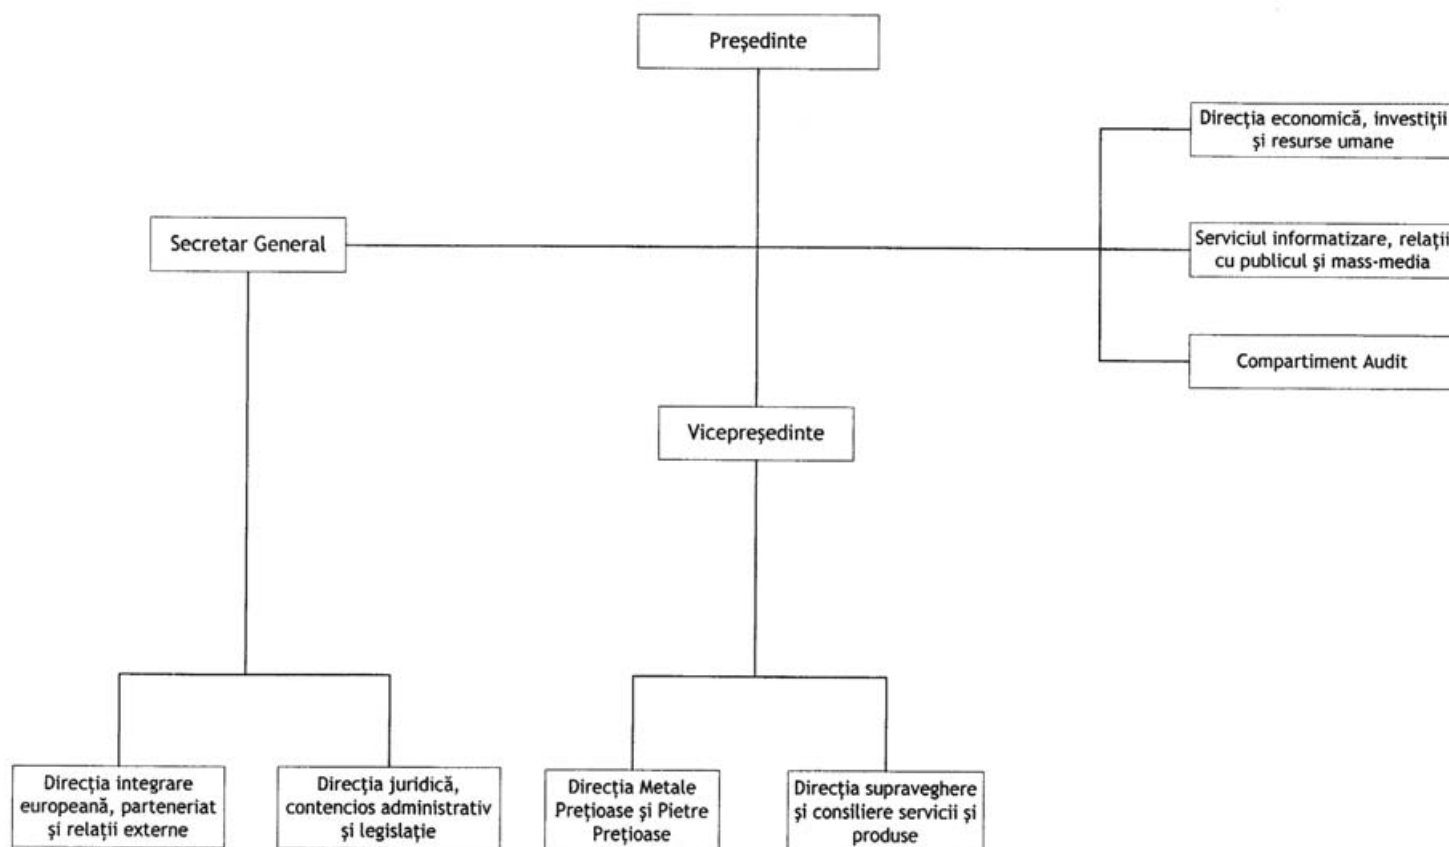 Preşedinte
Direcţia economică, investiţii
şi resurse umane
Secretar General
Serviciul informatizare, relaţii
cu publicul şi mass-media
Compartiment Audit
Vicepreşedinte
Direcţia integrare
europeană, parteneriat
şi relaţii externe
Direcţia juridică,
contencios administrativ
şi legislaţie
Direcţia Metale
Preţioase şi Pietre
Preţioase
Direcţia supraveghere
şi consiliere servicii şi
produse